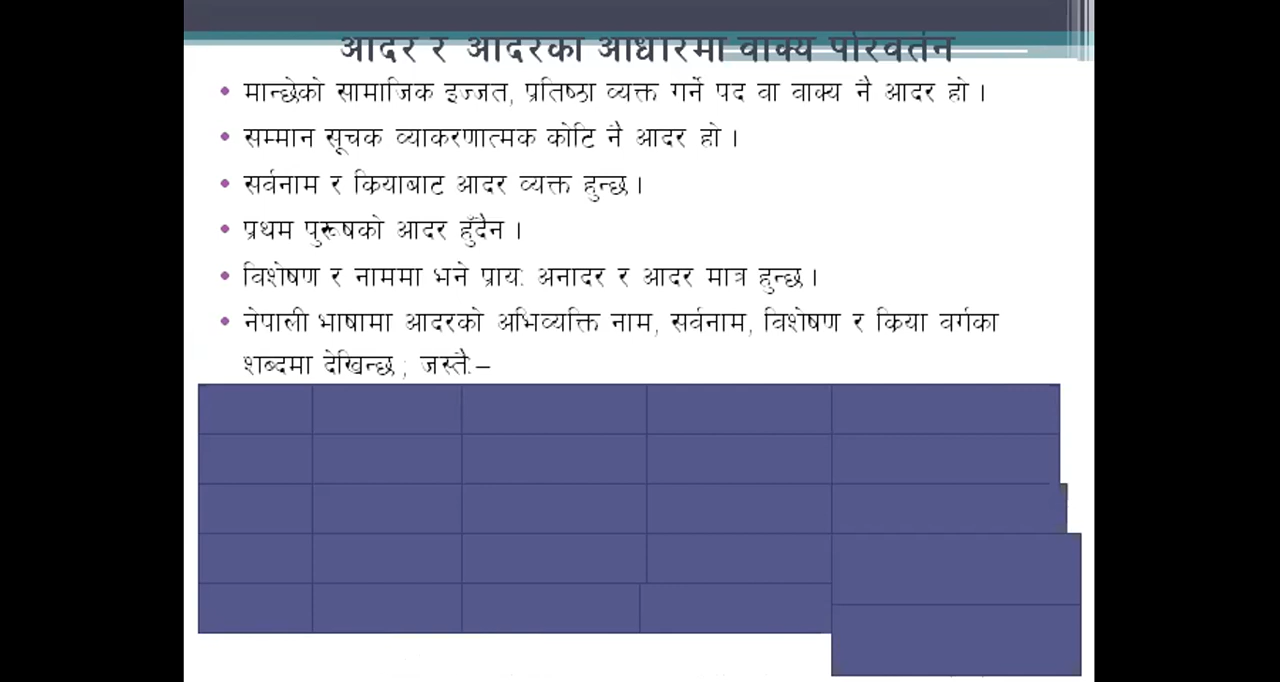 आदर र आदरका आधारमा वाक्य परिवर्तन
• मान्छेको सामाजिक इज्जत, प्रतिष्ठा व्यक्त गर्ने पद वा वाक्य नै आदर हो ।
• सम्मान सूचक व्याकरणात्मक कोटि नै आदर हो ।
• सर्वनाम र क्रियाबाट आदर व्यक्त हुन्छ ।
• प्रथम पुरूषको आदर हुँदैन ।
• विशेषण र नाममा भने प्रायः अनादर र आदर मात्र हुन्छ ।
• नेपाली भाषामा आदरको अभिव्यक्ति नाम, सर्वनाम, विशेषण र क्रिया वर्गका
शब्दमा देखिन्छ ; जस्तैः–